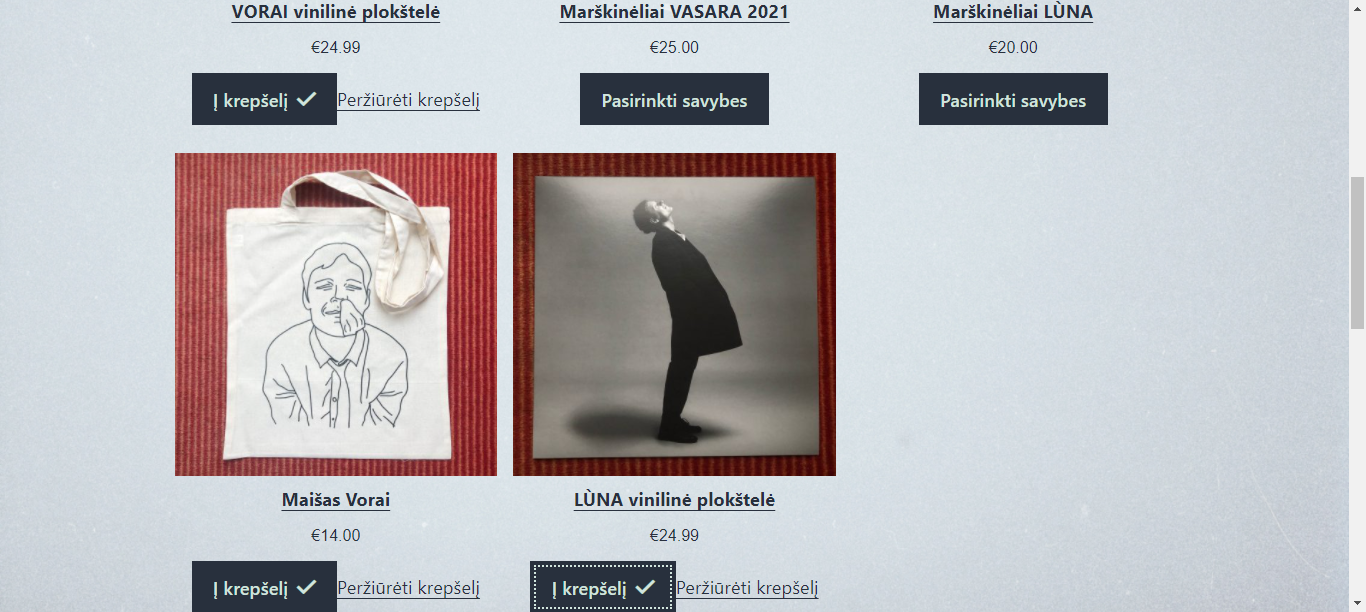 VORAI vinilinė plokštelė
€24.99
Į krepšelį
Peržiūrėti krepšelį
Marškinėliai VASARA 2021
€25.00
Pasirinkti savybes
Marškinėliai LÙNA
€20.00
Pasirinkti savybes
Maišas Vorai
€14.00
Į krepšelį
Peržiūrėti krepšelį
LÙNA vinilinė plokštelė
€24.99
Į krepšelį
Peržiūrėti krepšelį